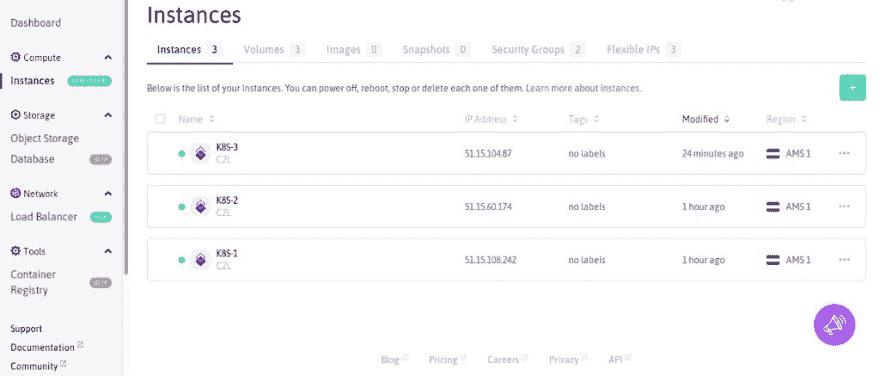 Dashboard
Compute
Instances
Storage
Object Storage
Database
Network
Load Balancer
Tools
Container
Registry
Support
Documentation
Community
Instances
Instances 3 Volumes 3 Images 0 Snapshots 0 Security Groups 2 Flexible IPs 3
Below is the list of your Instances. You can power off, reboot, stop or delete each one of them. Learn more about instances.
+
Name IP Address Tags Modified Region
K8S-3
C2L
51.15.104.87 no labels 24 minutes ago AMS 1
K8S-2
C2L
51.15.60.174 no labels 1 hour ago AMS 1
K8S-1
C2L
51.15.108.242 no labels 1 hour ago AMS 1
Blog Pricing Careers Privacy API